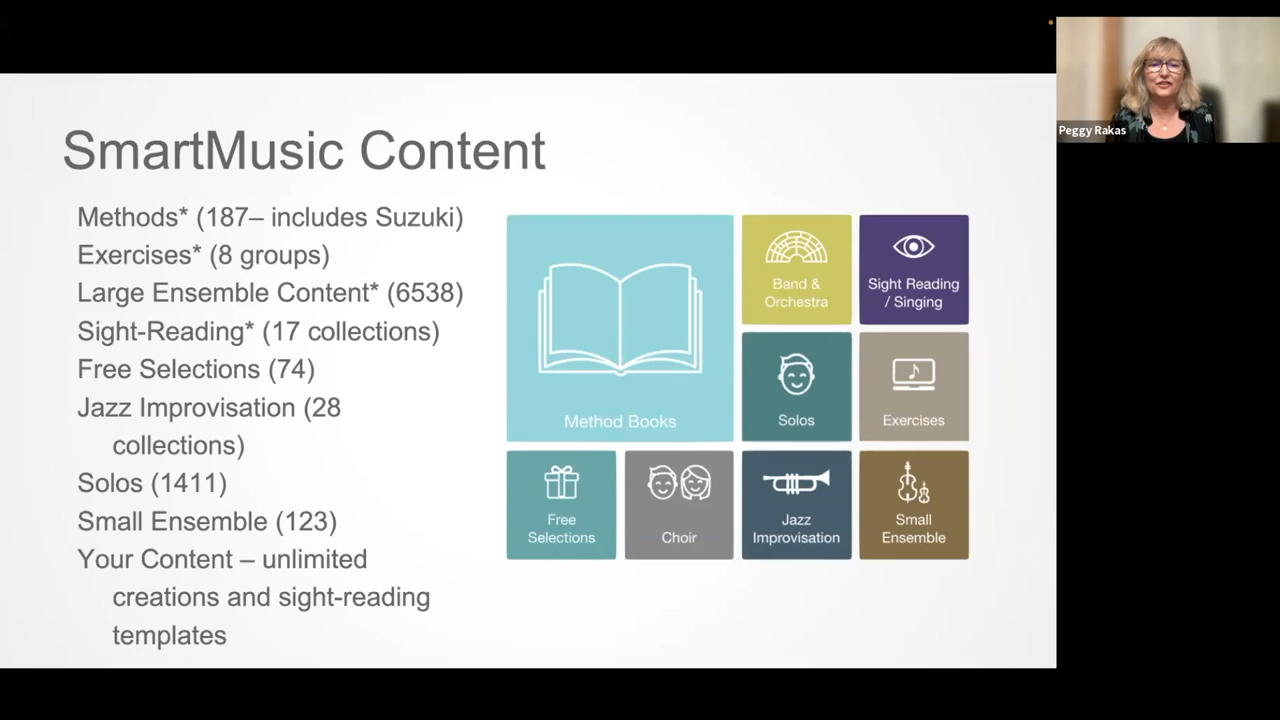 SmartMusic Content
Methods* (187– includes Suzuki)
Exercises* (8 groups)
Large Ensemble Content* (6538)
Sight-Reading* (17 collections)
Free Selections (74)
Jazz Improvisation (28
collections)
Solos (1411)
Small Ensemble (123)
Your Content – unlimited
creations and sight-reading
templates
Method Books
Band &
Orchestra
Sight Reading
/ Singing
Solos
Exercises
Free
Selections
Choir
Jazz
Improvisation
Small
Ensemble
Peggy Rakas